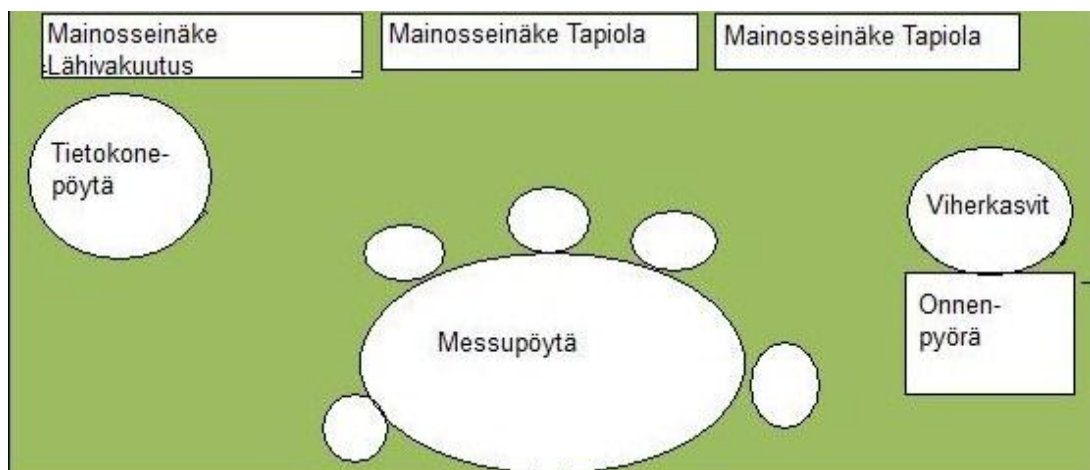 Mainosseinäke
Lähivakuutus
Mainosseinäke Tapiola
Mainosseinäke Tapiola
Tietokone-
pöytä
Viherkasvit
Onnen-
pyörä
Messupöytä